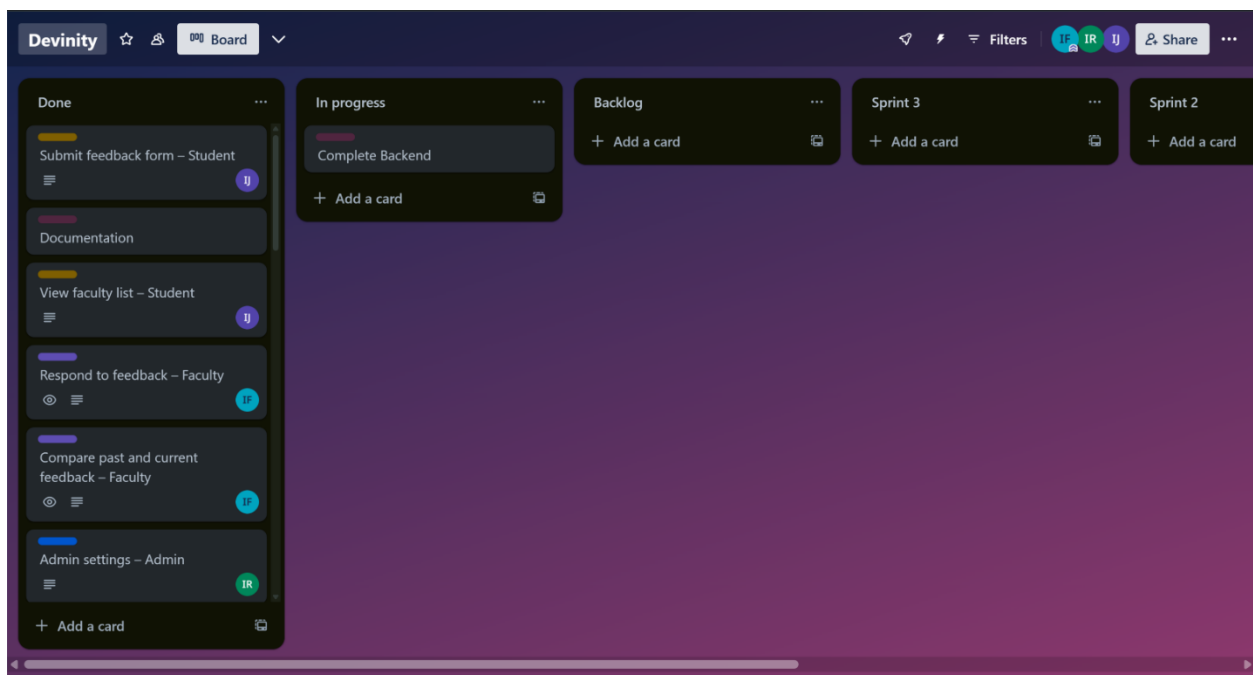 Devinity
Board
Filters
IF
IR
IJ
Share
Done
Submit feedback form – Student
IJ
Documentation
View faculty list – Student
IJ
Respond to feedback – Faculty
IF
Compare past and current
feedback – Faculty
IF
Admin settings – Admin
IR
+ Add a card
In progress
Complete Backend
+ Add a card
Backlog
+ Add a card
Sprint 3
+ Add a card
Sprint 2
+ Add a card